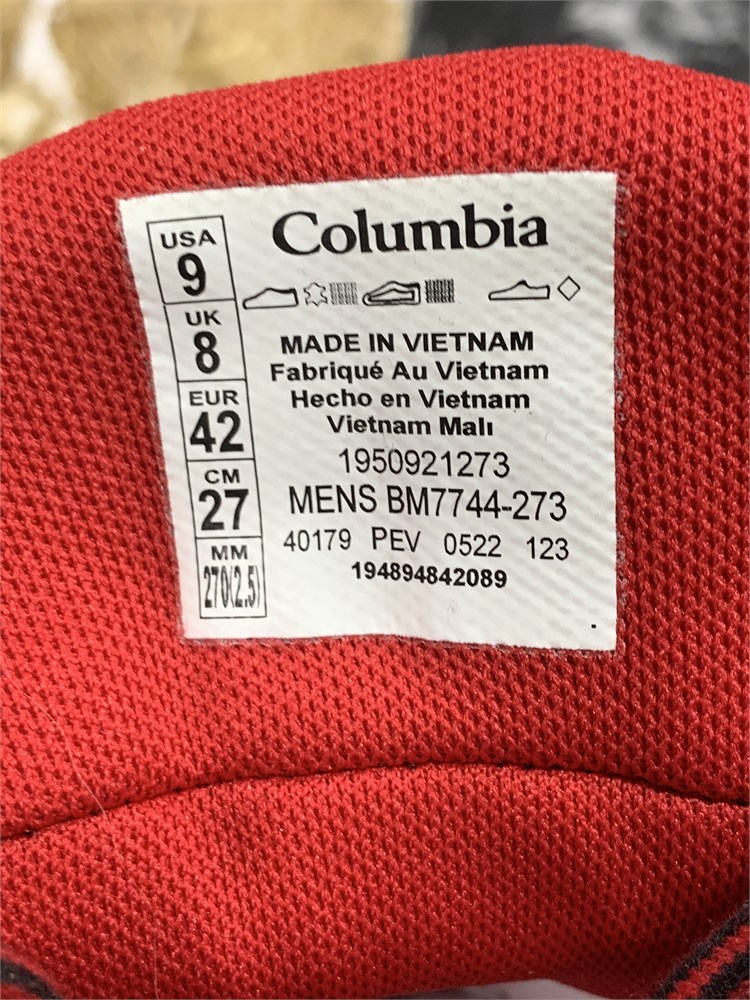 Columbia
USA
9
UK
8
EUR
42
CM
27
MM
270(2.5)
MADE IN VIETNAM
Fabriqué Au Vietnam
Hecho en Vietnam
Vietnam Malı
1950921273
MENS BM7744-273
40179 PEV 0522 123
194894842089